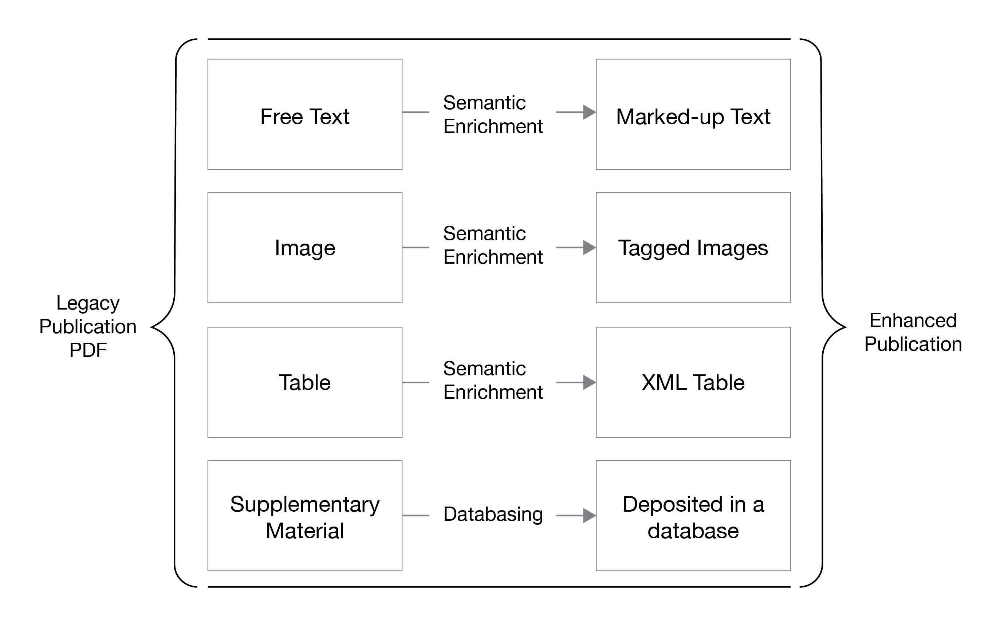 Legacy
Publication
PDF
Free Text
Semantic
Enrichment
Marked-up Text
Image
Semantic
Enrichment
Tagged Images
Table
Semantic
Enrichment
XML Table
Supplementary
Material
Databasing
Deposited in a
database
Enhanced
Publication